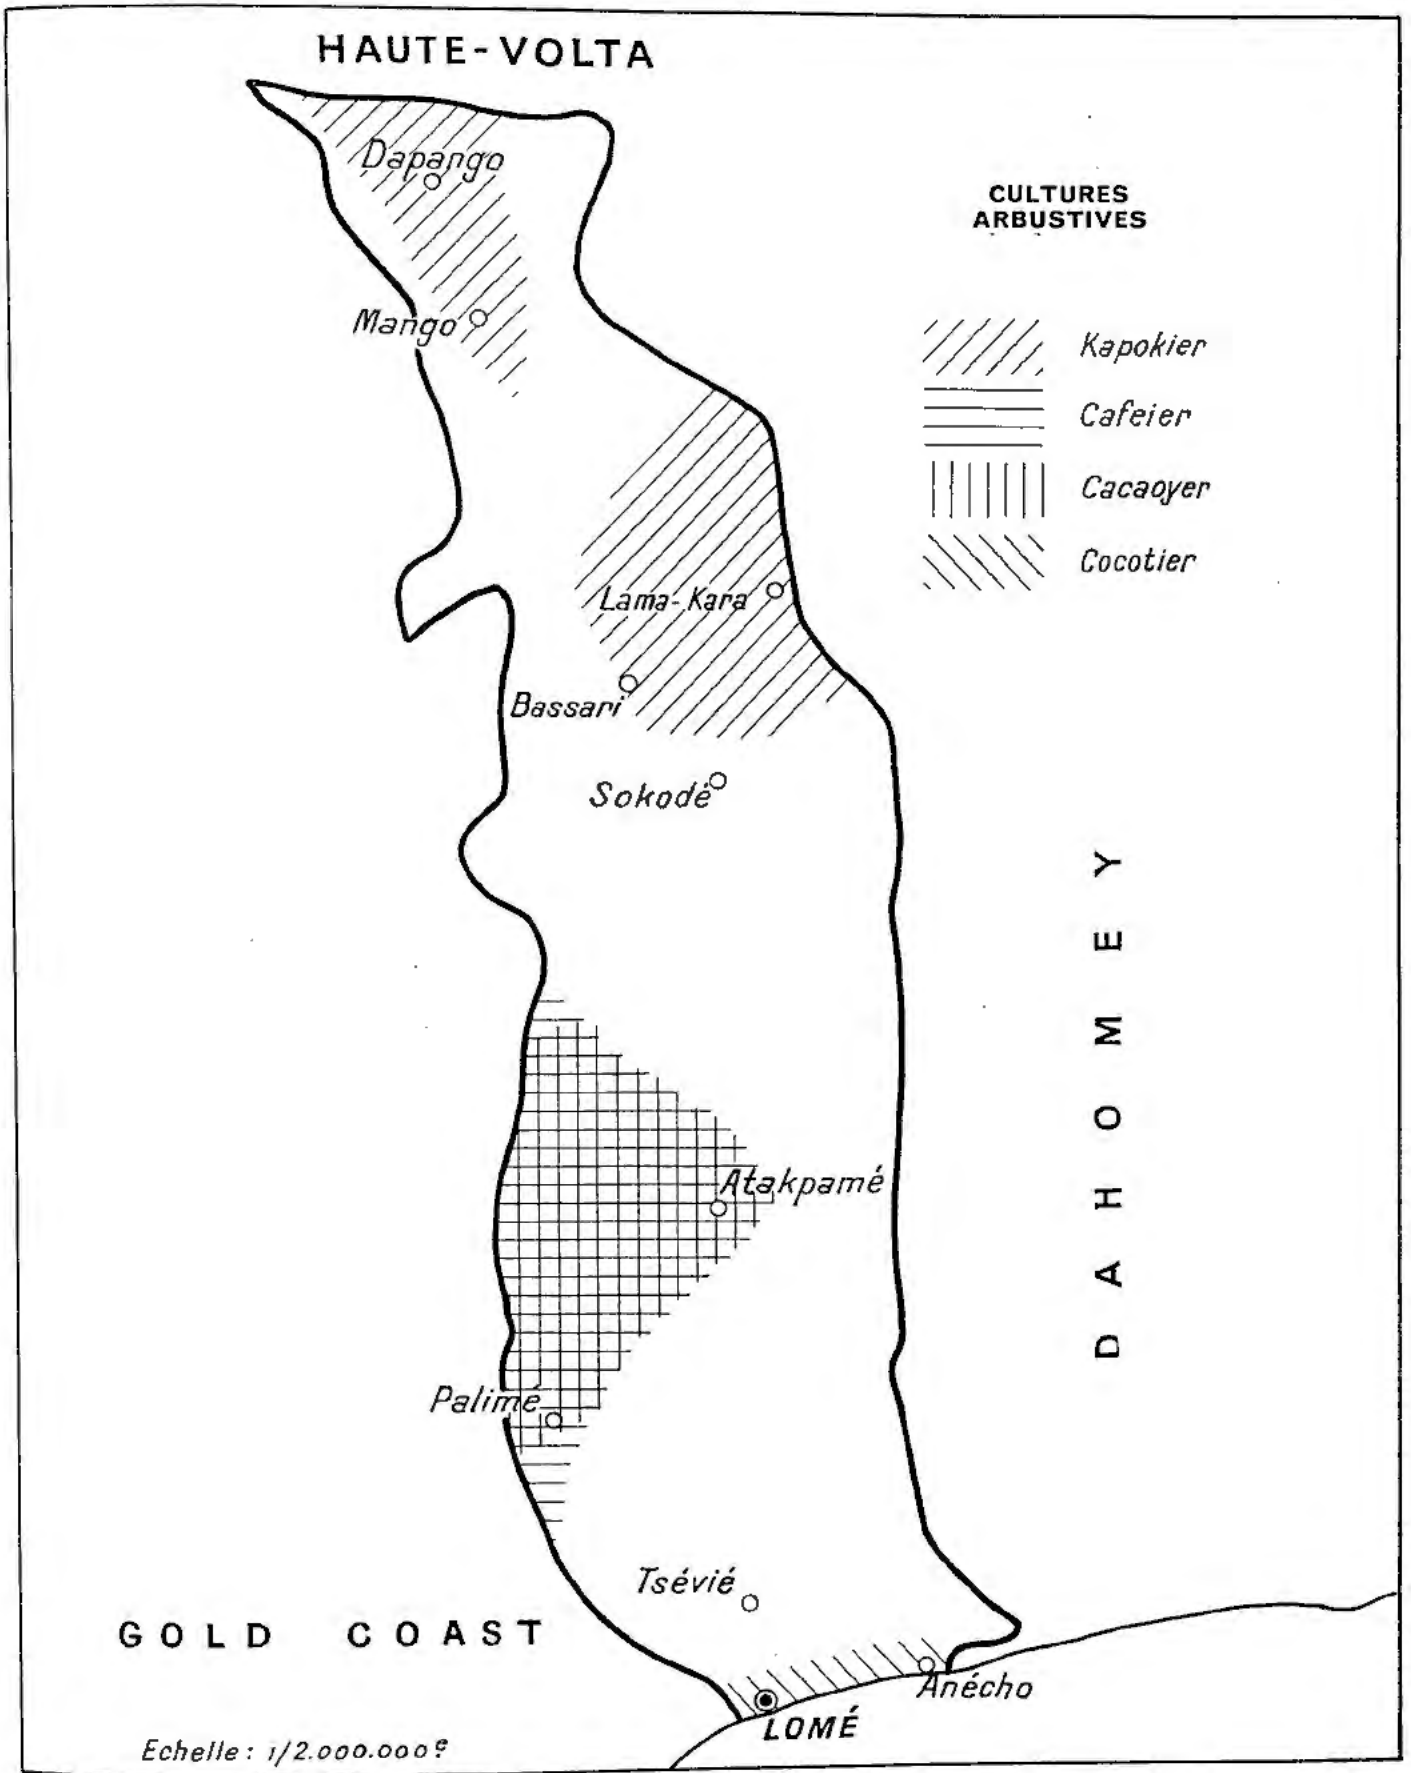 HAUTE-VOLTA
Dapango
CULTURES
ARBUSTIVES
Mango
Kapokier
Cafeier
Cacaoyer
Cocotier
Lama-Kara
Bassari
Sokodé
DAHOMEY
Atakpamé
Palimé
Tsévié
GOLD COAST
Anécho
LOMÉ
Echelle: 1/2.000.000e